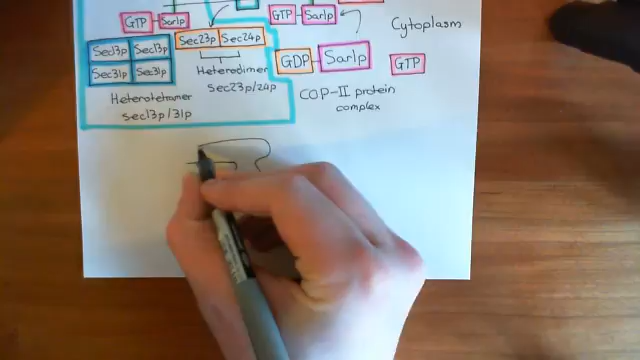 GTP Sar1p
GTP Sar1p
Cytoplasm
Sec23p Sec24p
Sec13p Sec13p
Sec31p Sec31p
GDP Sar1p
GTP
Heterodimer
sec23p/24p
Heterotetramer
sec13p/31p
COP-II protein
complex